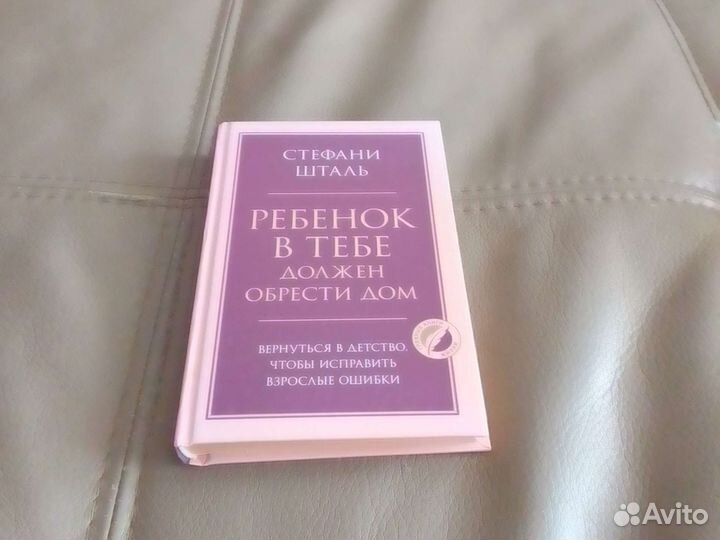 СТЕФАНИ
ШТАЛЬ
РЕБЕНОК
В ТЕБЕ
ДОЛЖЕН
ОБРЕСТИ ДОМ
ВЕРНУТЬСЯ В ДЕТСТВО,
ЧТОБЫ ИСПРАВИТЬ
ВЗРОСЛЫЕ ОШИБКИ
Avito